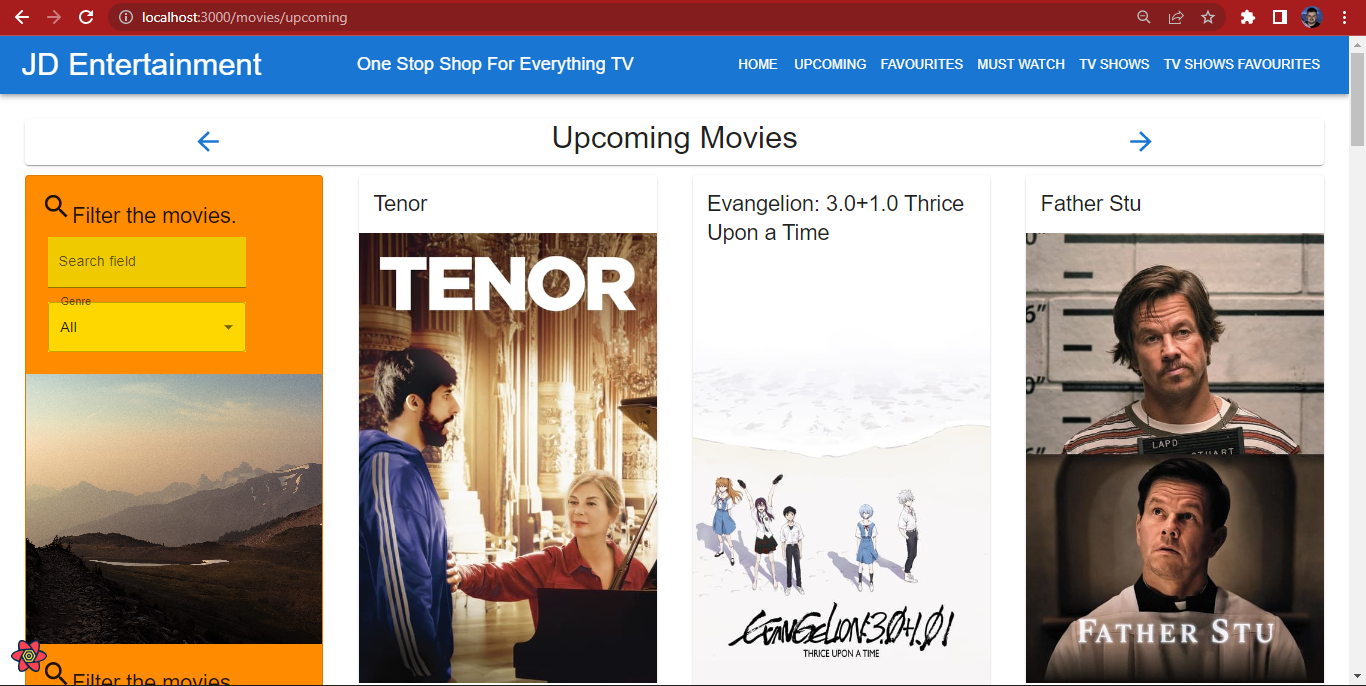 localhost:3000/movies/upcoming
JD Entertainment
One Stop Shop For Everything TV
HOME
UPCOMING
FAVOURITES
MUST WATCH
TV SHOWS
TV SHOWS FAVOURITES
Upcoming Movies
Filter the movies.
Search field
Genre
All
Filter the movies.
Tenor
TENOR
Evangelion: 3.0+1.0 Thrice
Upon a Time
EVANGELION:3.0+1.01
THRICE UPON A TIME
Father Stu
6"
LAPD
STUART
FATHER STU